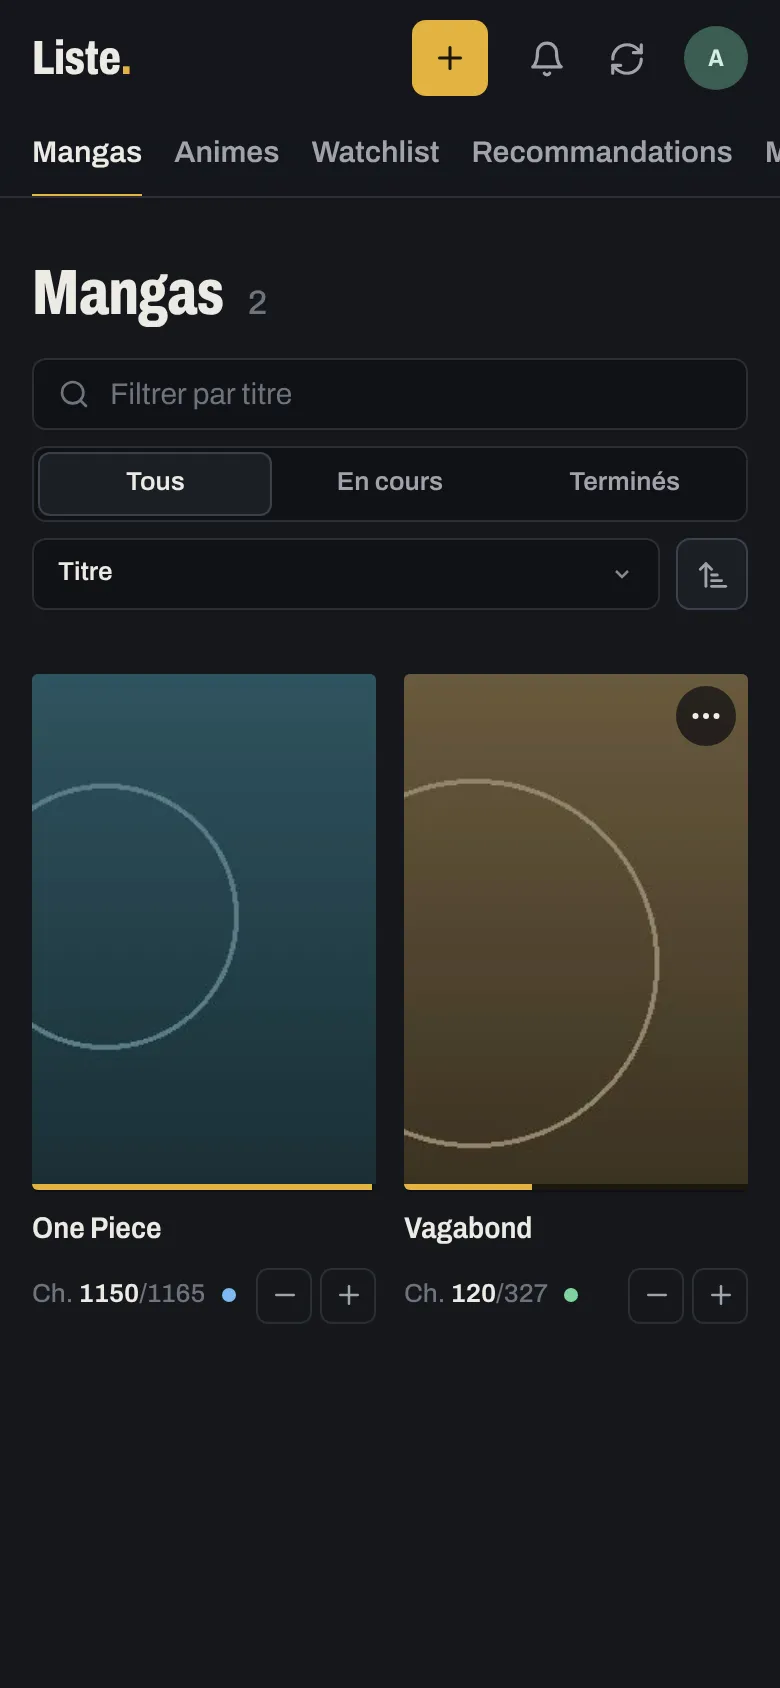 Liste.
A
Mangas Animes Watchlist Recommandations M
Mangas 2
Filtrer par titre
Tous En cours Terminés
Titre
One Piece
Ch. 1150/1165
Vagabond
Ch. 120/327